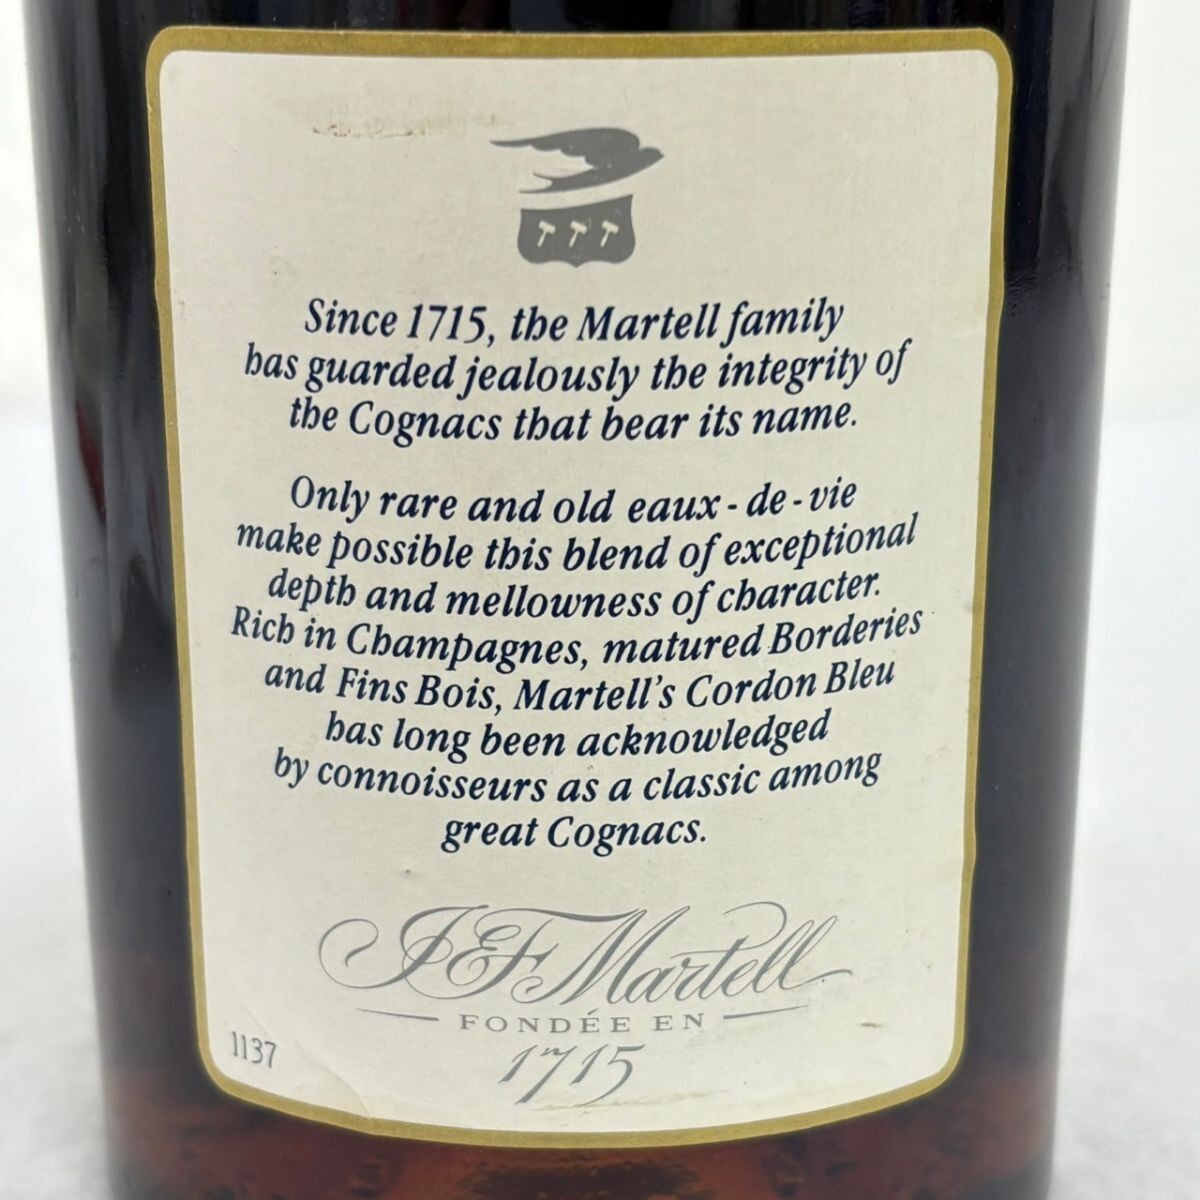 Since 1715, the Martell family
has guarded jealously the integrity of
the Cognacs that bear its name.
Only rare and old eaux-de-vie
make possible this blend of exceptional
depth and mellowness of character.
Rich in Champagnes, matured Borderies
and Fins Bois, Martell's Cordon Bleu
has long been acknowledged
by connoisseurs as a classic among
great Cognacs.
J&F Martell
FONDÉE EN
1715
1137